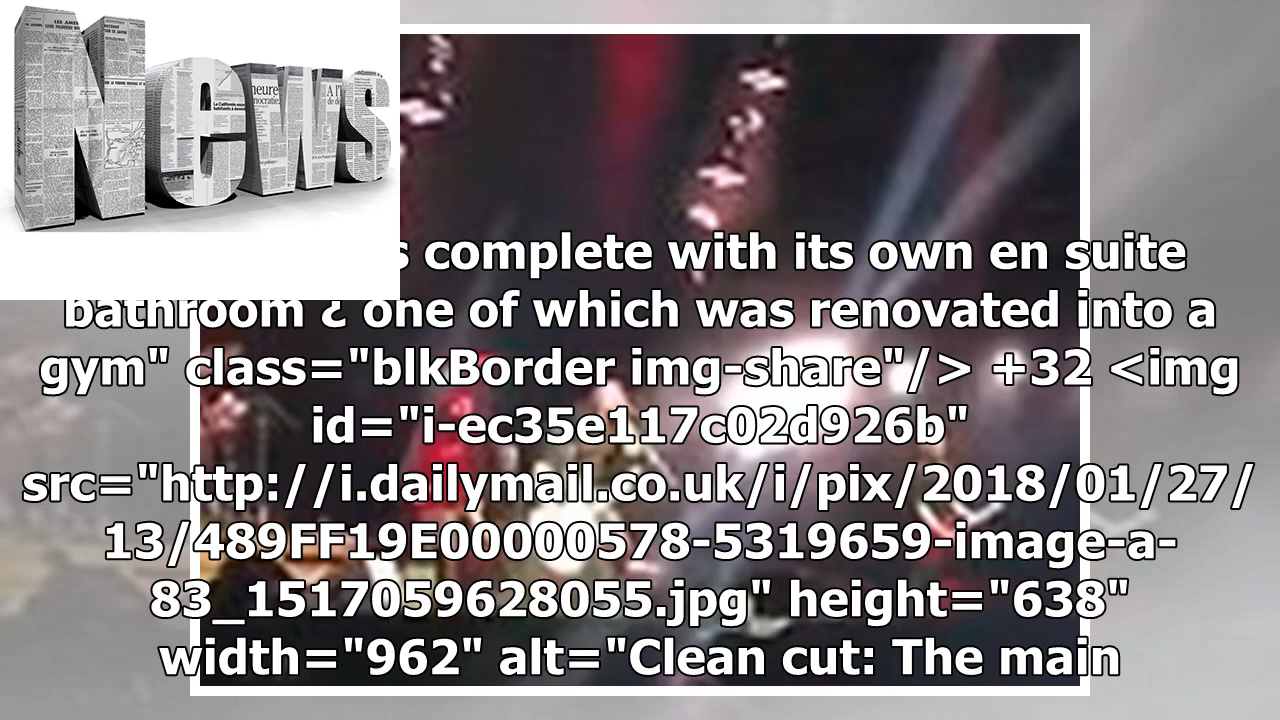 News
s complete with its own en suite
bathroom ¿ one of which was renovated into a
gym" class="blkBorder img-share"/> +32 <img
id="i-ec35e117c02d926b"
src="http://i.dailymail.co.uk/i/pix/2018/01/27/
13/489FF19E00000578-5319659-image-a-
83_1517059628055.jpg" height="638"
width="962" alt="Clean cut: The main